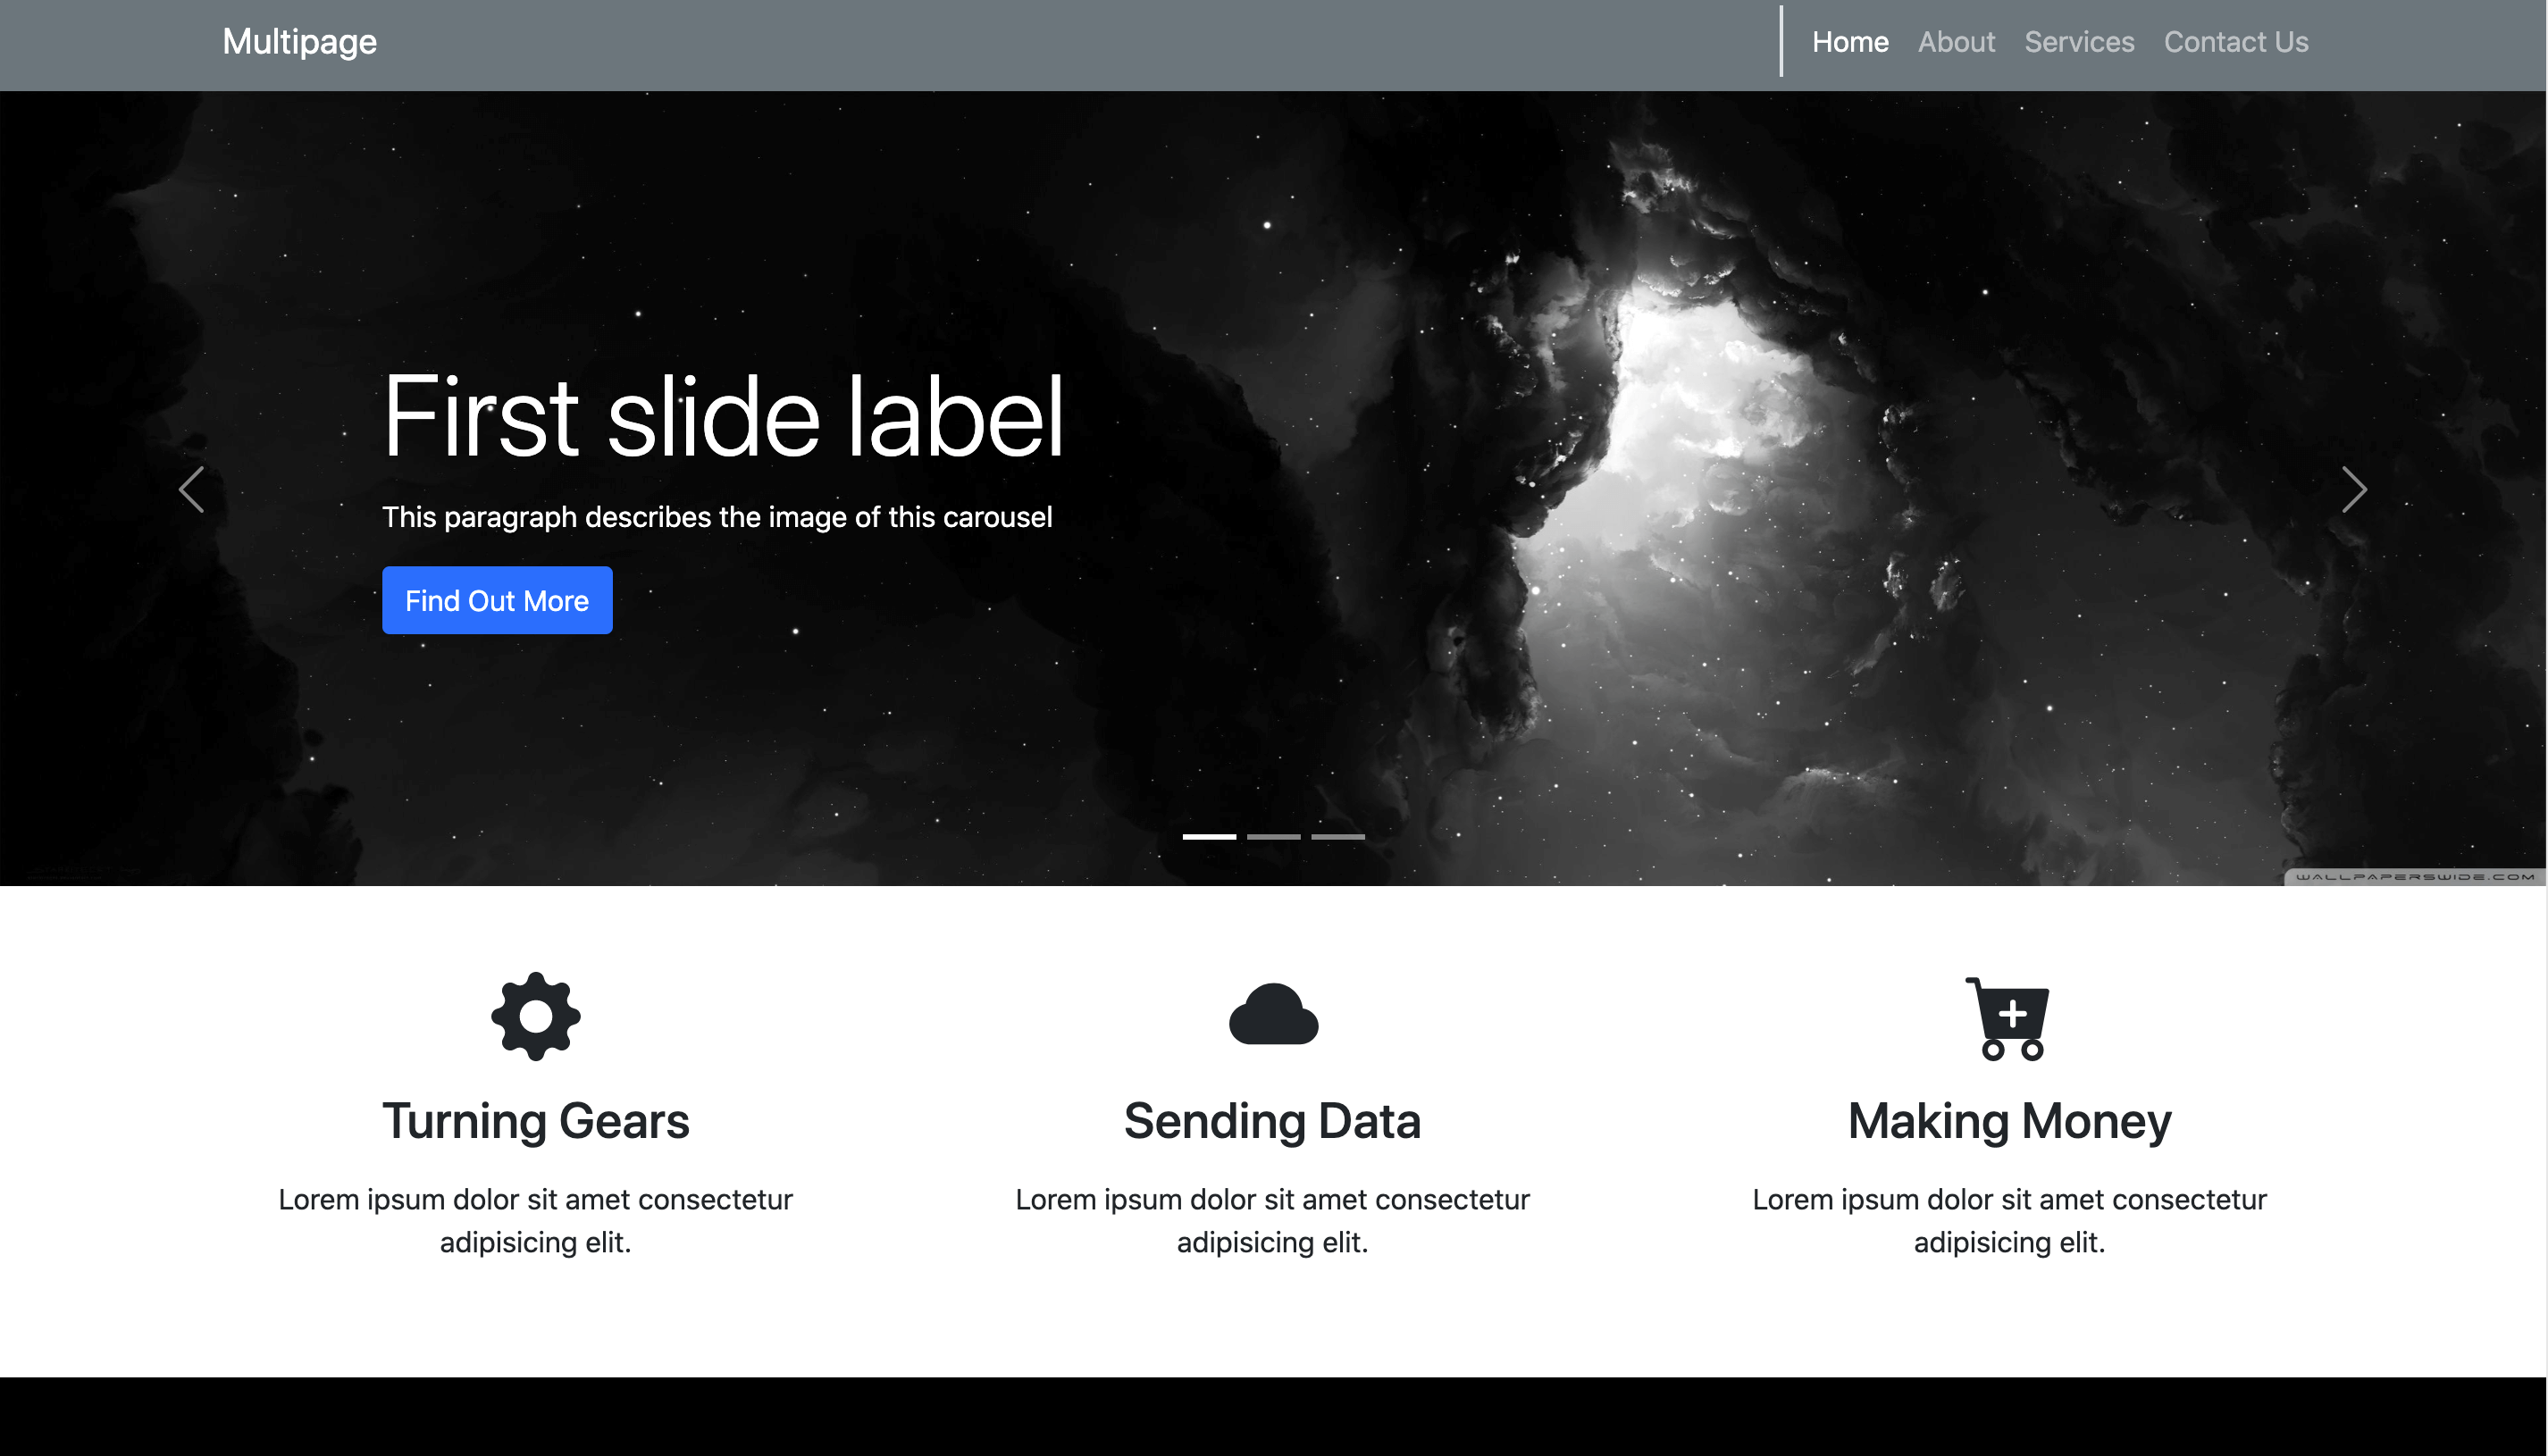 Multipage
Home About Services Contact Us
First slide label
This paragraph describes the image of this carousel
Find Out More
WALLPAPERSWIDE.COM
Turning Gears
Lorem ipsum dolor sit amet consectetur
adipisicing elit.
Sending Data
Lorem ipsum dolor sit amet consectetur
adipisicing elit.
Making Money
Lorem ipsum dolor sit amet consectetur
adipisicing elit.